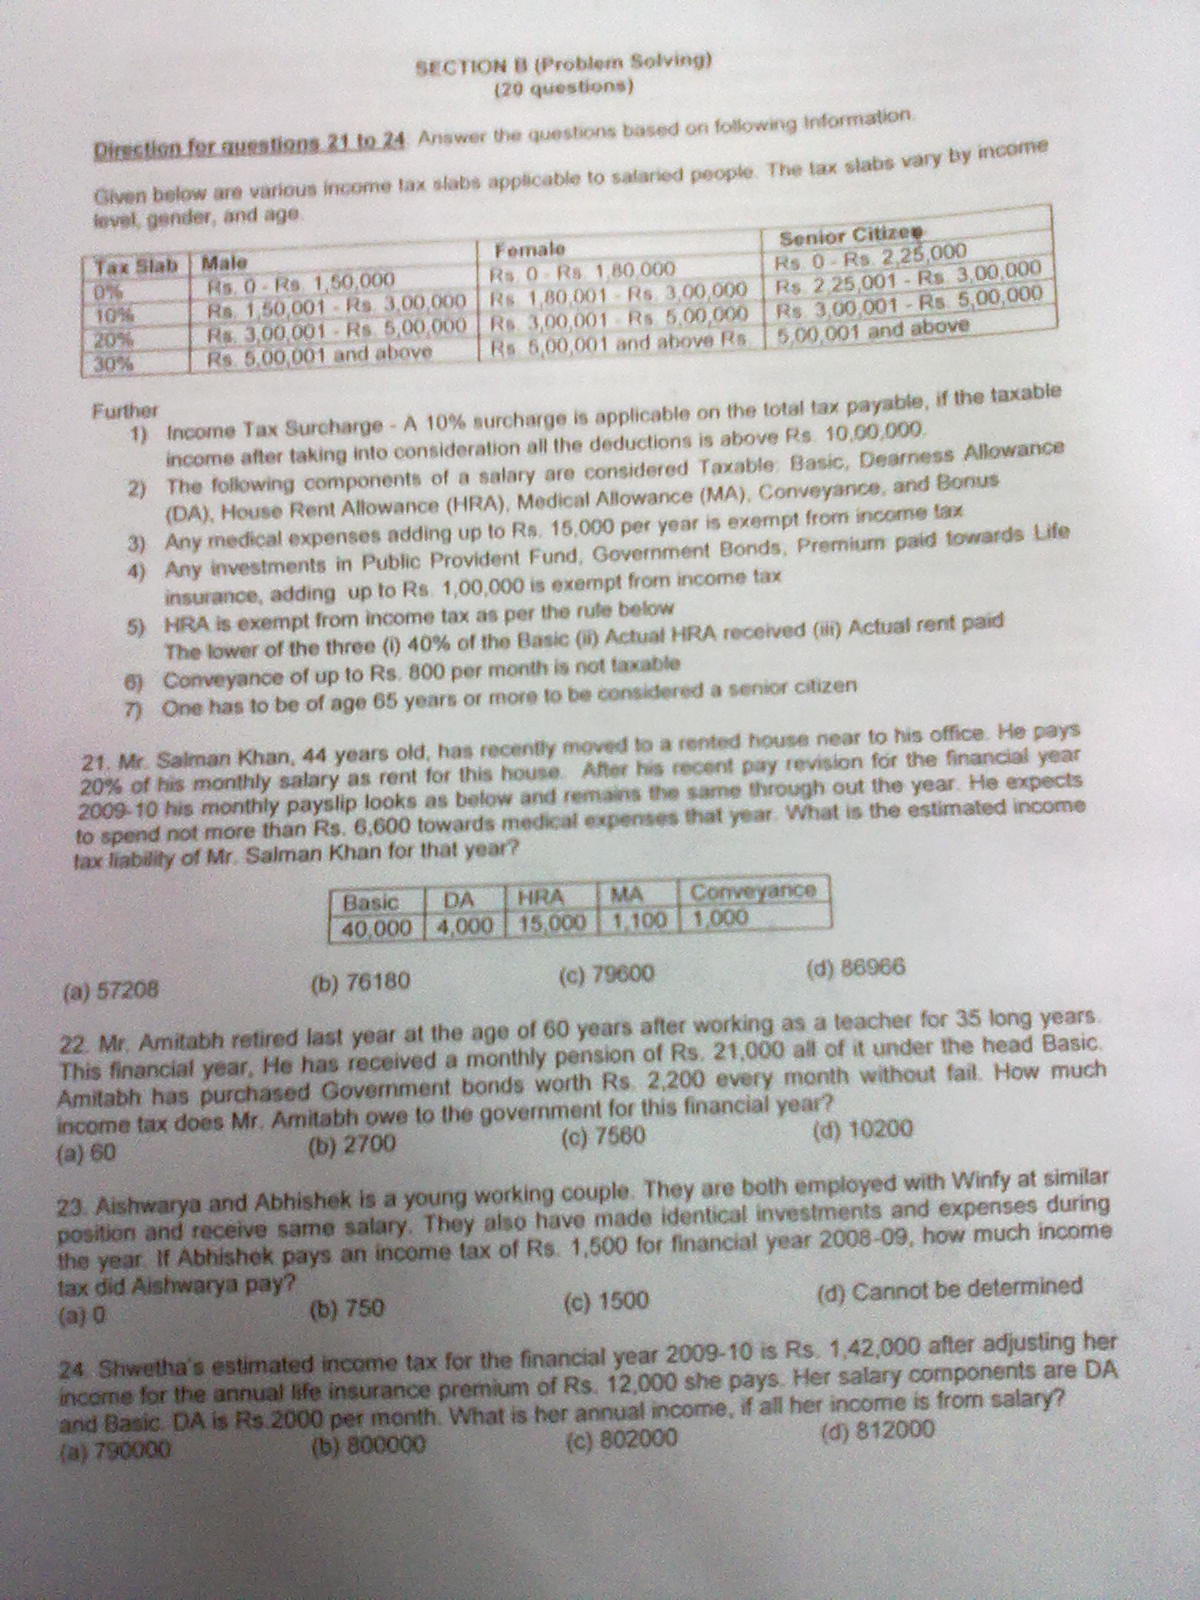 SECTION B (Problem Solving)
(20 questions)
Direction for questions 21 to 24. Answer the questions based on following Information.
Given below are various income tax slabs applicable to salaried people. The tax slabs vary by income
level, gender, and age.
Tax Slab Male Female Senior Citizen
0% Rs. 0 - Rs. 1,50,000 Rs. 0 - Rs. 1,80,000 Rs. 0 - Rs. 2,25,000
10% Rs. 1,50,001 - Rs. 3,00,000 Rs. 1,80,001 - Rs. 3,00,000 Rs. 2,25,001 - Rs. 3,00,000
20% Rs. 3,00,001 - Rs. 5,00,000 Rs. 3,00,001 - Rs. 5,00,000 Rs. 3,00,001 - Rs. 5,00,000
30% Rs. 5,00,001 and above Rs. 5,00,001 and above Rs. 5,00,001 and above
Further
1) Income Tax Surcharge - A 10% surcharge is applicable on the total tax payable, if the taxable
income after taking into consideration all the deductions is above Rs. 10,00,000.
2) The following components of a salary are considered Taxable: Basic, Dearness Allowance
(DA), House Rent Allowance (HRA), Medical Allowance (MA), Conveyance, and Bonus
3) Any medical expenses adding up to Rs. 15,000 per year is exempt from income tax
4) Any investments in Public Provident Fund, Government Bonds, Premium paid towards Life
insurance, adding up to Rs. 1,00,000 is exempt from income tax
5) HRA is exempt from income tax as per the rule below
The lower of the three (i) 40% of the Basic (ii) Actual HRA received (iii) Actual rent paid
6) Conveyance of up to Rs. 800 per month is not taxable
7) One has to be of age 65 years or more to be considered a senior citizen
21. Mr. Salman Khan, 44 years old, has recently moved to a rented house near to his office. He pays
20% of his monthly salary as rent for this house. After his recent pay revision for the financial year
2009-10 his monthly payslip looks as below and remains the same through out the year. He expects
to spend not more than Rs. 6,600 towards medical expenses that year. What is the estimated income
tax liability of Mr. Salman Khan for that year?
Basic DA HRA MA Conveyance
40,000 4,000 15,000 1,100 1,000
(a) 57208 (b) 76180 (c) 79600 (d) 86966
22. Mr. Amitabh retired last year at the age of 60 years after working as a teacher for 35 long years.
This financial year, He has received a monthly pension of Rs. 21,000 all of it under the head Basic.
Amitabh has purchased Government bonds worth Rs. 2,200 every month without fail. How much
income tax does Mr. Amitabh owe to the government for this financial year?
(a) 60 (b) 2700 (c) 7560 (d) 10200
23. Aishwarya and Abhishek is a young working couple. They are both employed with Winfy at similar
position and receive same salary. They also have made identical investments and expenses during
the year. If Abhishek pays an income tax of Rs. 1,500 for financial year 2008-09, how much income
tax did Aishwarya pay?
(a) 0 (b) 750 (c) 1500 (d) Cannot be determined
24. Shwetha's estimated income tax for the financial year 2009-10 is Rs. 1,42,000 after adjusting her
income for the annual life insurance premium of Rs. 12,000 she pays. Her salary components are DA
and Basic. DA is Rs.2000 per month. What is her annual income, if all her income is from salary?
(a) 790000 (b) 800000 (c) 802000 (d) 812000